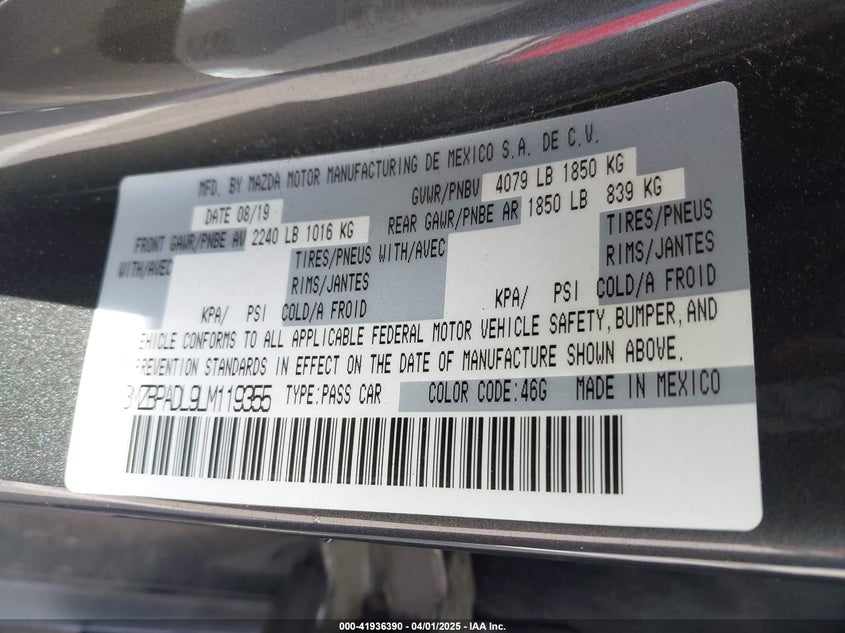 MFD. BY MAZDA MOTOR MANUFACTURING DE MEXICO S.A. DE C.V.
DATE 08/19 GVWR/PNBV 4079 LB 1850 KG
FRONT GAWR/PNBE AV 2240 LB 1016 KG REAR GAWR/PNBE AR 1850 LB 839 KG
WITH/AVEC TIRES/PNEUS WITH/AVEC TIRES/PNEUS
RIMS/JANTES RIMS/JANTES
KPA/ PSI COLD/A FROID KPA/ PSI COLD/A FROID
EHICLE CONFORMS TO ALL APPLICABLE FEDERAL MOTOR VEHICLE SAFETY, BUMPER, AND
PREVENTION STANDARDS IN EFFECT ON THE DATE OF MANUFACTURE SHOWN ABOVE.
3MZBPADL9LM119355 TYPE:PASS CAR COLOR CODE:46G MADE IN MEXICO
000-41936390 - 04/01/2025 - IAA Inc.